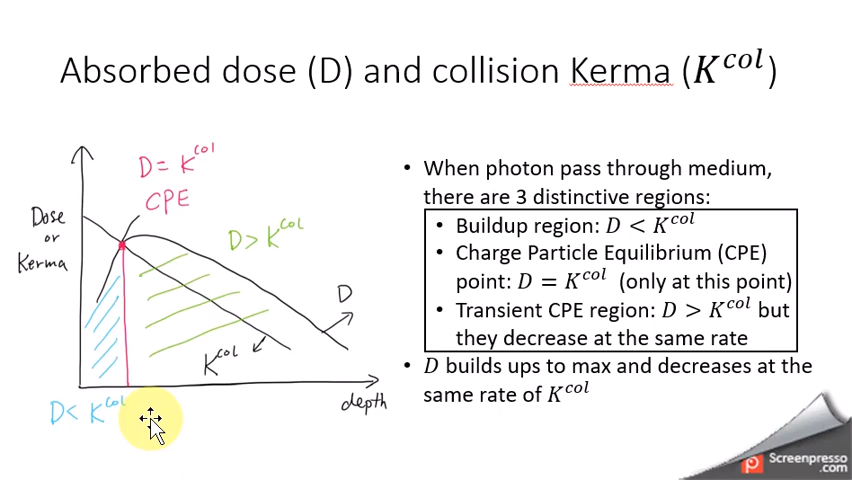 Absorbed dose (D) and collision Kerma (K^col)
D = K^col
CPE
Dose
or
Kerma
D > K^col
D
K^col
depth
D < K^col
• When photon pass through medium,
there are 3 distinctive regions:
• Buildup region: D < K^col
• Charge Particle Equilibrium (CPE)
point: D = K^col (only at this point)
• Transient CPE region: D > K^col but
they decrease at the same rate
• D builds ups to max and decreases at the
same rate of K^col
Screenpresso
.com